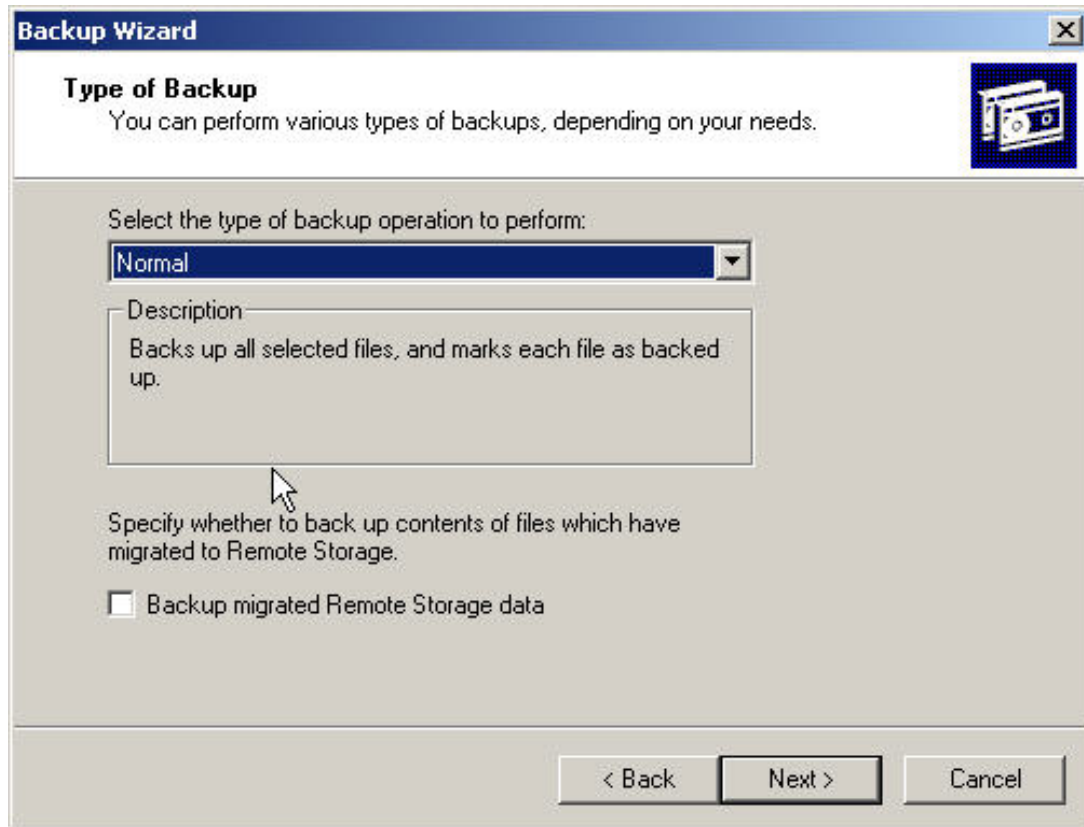 Backup Wizard
Type of Backup
You can perform various types of backups, depending on your needs.
Select the type of backup operation to perform:
Normal
Description
Backs up all selected files, and marks each file as backed
up.
Specify whether to back up contents of files which have
migrated to Remote Storage.
Backup migrated Remote Storage data
< Back
Next >
Cancel